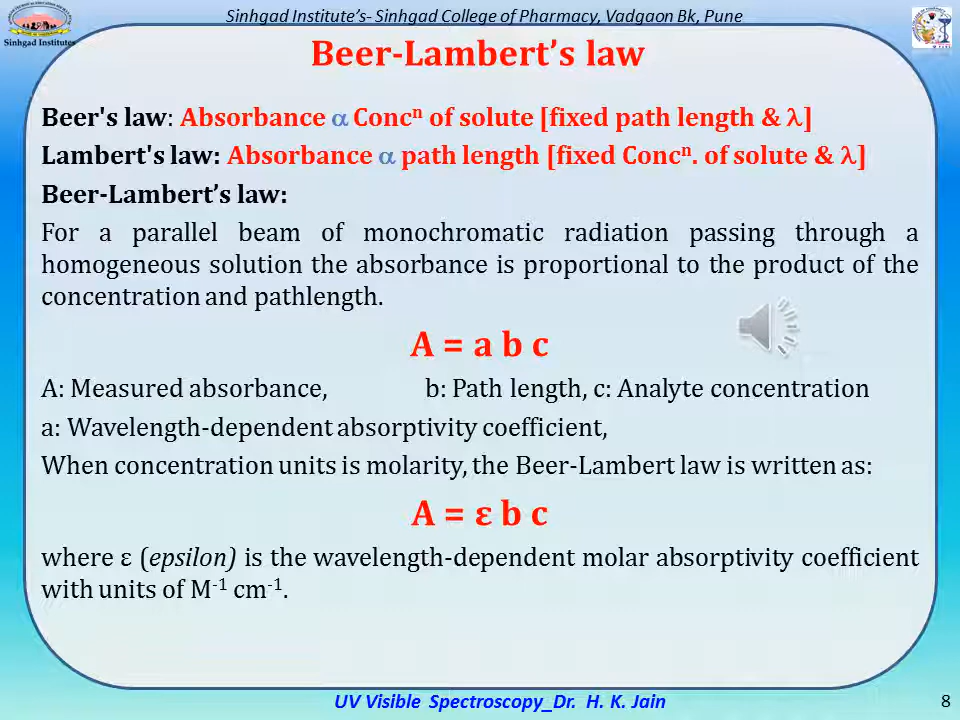 Sinhgad Institute's- Sinhgad College of Pharmacy, Vadgaon Bk, Pune
Sinhgad Institutes
Beer-Lambert’s law
Beer's law: Absorbance α Concⁿ of solute [fixed path length & λ]
Lambert's law: Absorbance α path length [fixed Concⁿ. of solute & λ]
Beer-Lambert’s law:
For a parallel beam of monochromatic radiation passing through a
homogeneous solution the absorbance is proportional to the product of the
concentration and pathlength.
A = a b c
A: Measured absorbance, b: Path length, c: Analyte concentration
a: Wavelength-dependent absorptivity coefficient,
When concentration units is molarity, the Beer-Lambert law is written as:
A = ε b c
where ε (epsilon) is the wavelength-dependent molar absorptivity coefficient
with units of M⁻¹ cm⁻¹.
UV Visible Spectroscopy_Dr. H. K. Jain
8